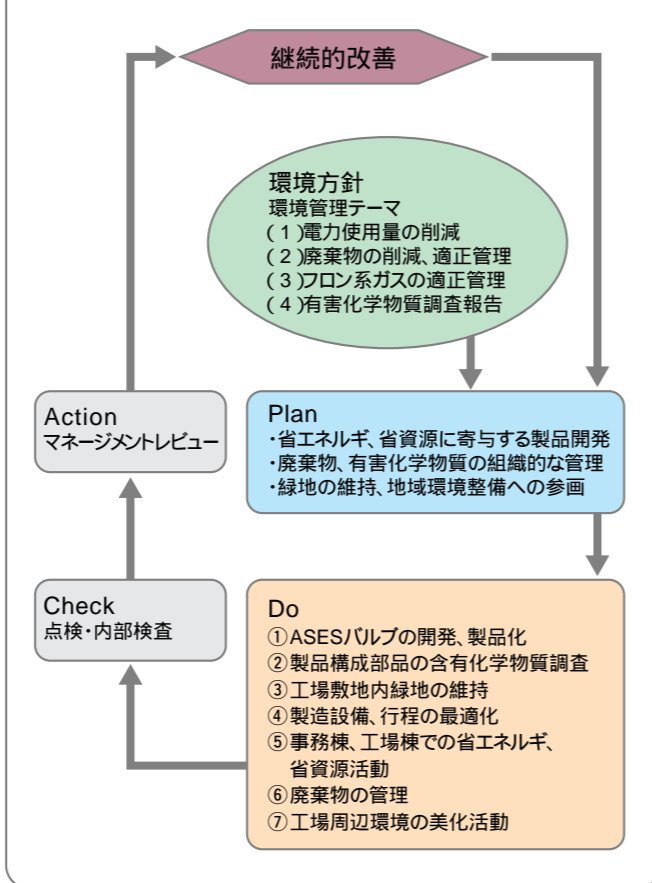 継続的改善
環境方針
環境管理テーマ
(1)電力使用量の削減
(2)廃棄物の削減、適正管理
(3)フロン系ガスの適正管理
(4)有害化学物質調査報告
Action
マネージメントレビュー
Plan
・省エネルギ、省資源に寄与する製品開発
・廃棄物、有害化学物質の組織的な管理
・緑地の維持、地域環境整備への参画
Check
点検・内部検査
Do
①ASESバルブの開発、製品化
②製品構成部品の含有化学物質調査
③工場敷地内緑地の維持
④製造設備、行程の最適化
⑤事務棟、工場棟での省エネルギ、
省資源活動
⑥廃棄物の管理
⑦工場周辺環境の美化活動